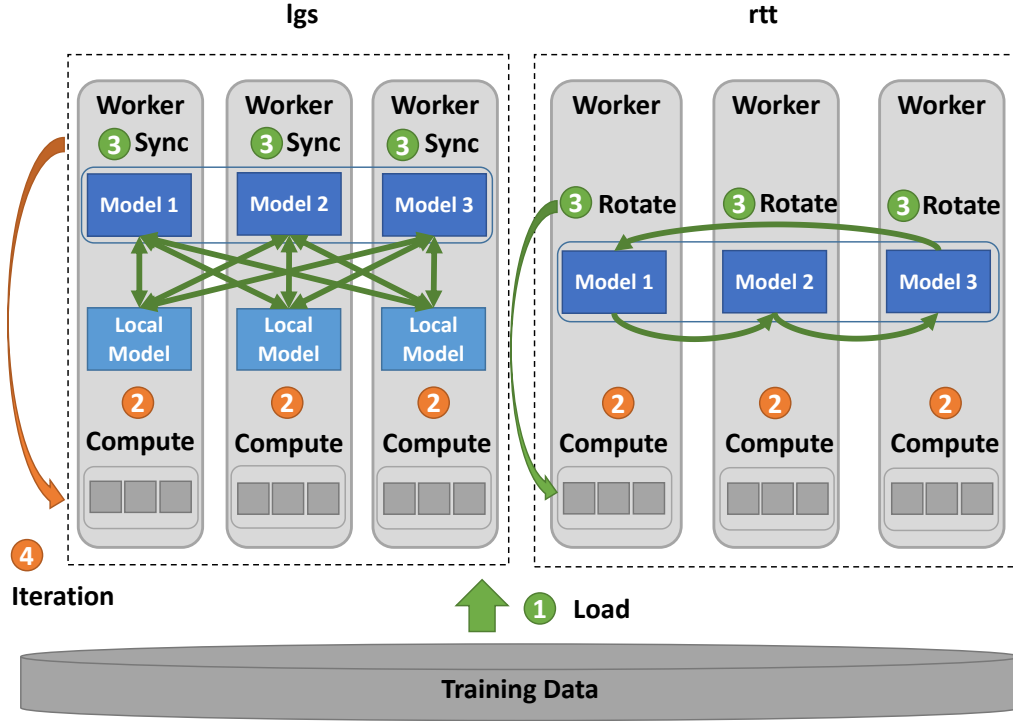 lgs
rtt
Worker
Worker
Worker
3 Sync
3 Sync
3 Sync
Model 1
Model 2
Model 3
Local
Model
Local
Model
Local
Model
2
2
2
Compute
Compute
Compute
Worker
Worker
Worker
3 Rotate
3 Rotate
3 Rotate
Model 1
Model 2
Model 3
2
2
2
Compute
Compute
Compute
4
Iteration
1 Load
Training Data